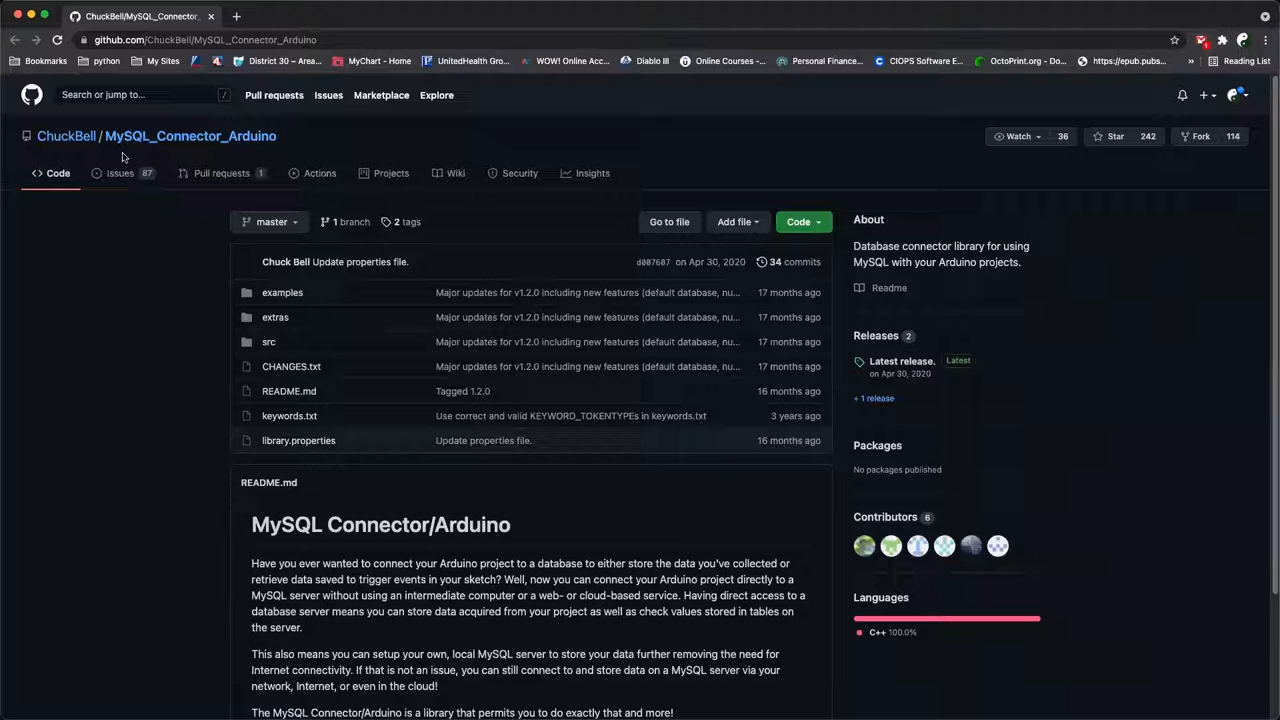 ChuckBell/MySQL_Connector_
github.com/ChuckBell/MySQL_Connector_Arduino
1
Bookmarks python My Sites District 30 – Area... MyChart - Home UnitedHealth Gro... WOW! Online Acc... Diablo III Online Courses -... Personal Finance... CIOPS Software E... OctoPrint.org - Do... https://epub.pubs... » Reading List
Search or jump to... / Pull requests Issues Marketplace Explore
ChuckBell / MySQL_Connector_Arduino Watch 36 Star 242 Fork 114
Code Issues 87 Pull requests 1 Actions Projects Wiki Security Insights
master 1 branch 2 tags Go to file Add file Code
Chuck Bell Update properties file. d007607 on Apr 30, 2020 34 commits
examples Major updates for v1.2.0 including new features (default database, nu... 17 months ago
extras Major updates for v1.2.0 including new features (default database, nu... 17 months ago
src Major updates for v1.2.0 including new features (default database, nu... 17 months ago
CHANGES.txt Major updates for v1.2.0 including new features (default database, nu... 17 months ago
README.md Tagged 1.2.0 16 months ago
keywords.txt Use correct and valid KEYWORD_TOKENTYPEs in keywords.txt 3 years ago
library.properties Update properties file. 16 months ago
README.md
MySQL Connector/Arduino
Have you ever wanted to connect your Arduino project to a database to either store the data you've collected or
retrieve data saved to trigger events in your sketch? Well, now you can connect your Arduino project directly to a
MySQL server without using an intermediate computer or a web- or cloud-based service. Having direct access to a
database server means you can store data acquired from your project as well as check values stored in tables on
the server.
This also means you can setup your own, local MySQL server to store your data further removing the need for
Internet connectivity. If that is not an issue, you can still connect to and store data on a MySQL server via your
network, Internet, or even in the cloud!
The MySQL Connector/Arduino is a library that permits you to do exactly that and more!
About
Database connector library for using
MySQL with your Arduino projects.
Readme
Releases 2
Latest release. Latest
on Apr 30, 2020
+ 1 release
Packages
No packages published
Contributors 6
Languages
C++ 100.0%